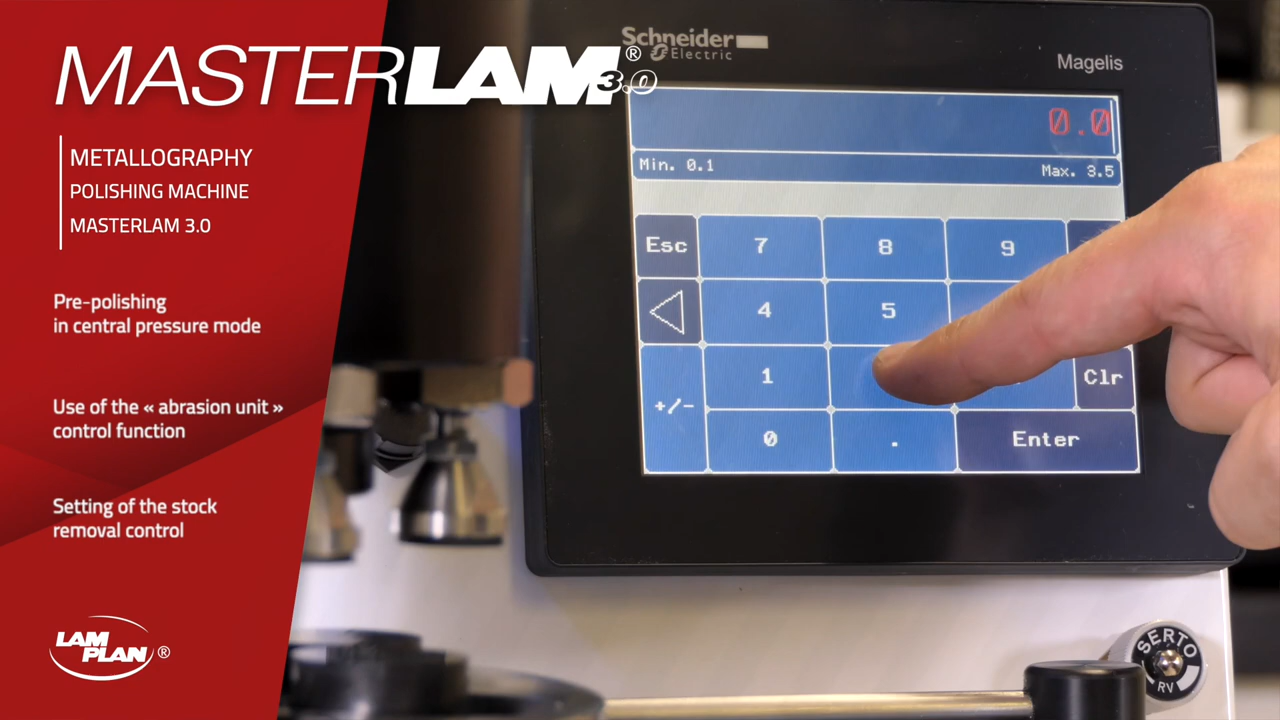 MASTERLAM® 3.0
METALLOGRAPHY
POLISHING MACHINE
MASTERLAM 3.0
Pre-polishing
in central pressure mode
Use of the « abrasion unit »
control function
Setting of the stock
removal control
LAM
PLAN ®
Schneider
Electric
Magelis
0.0
Min. 0.1 Max. 3.5
Esc 7 8 9
4 5
1 Clr
+/-
0 . Enter
SERTO
RV